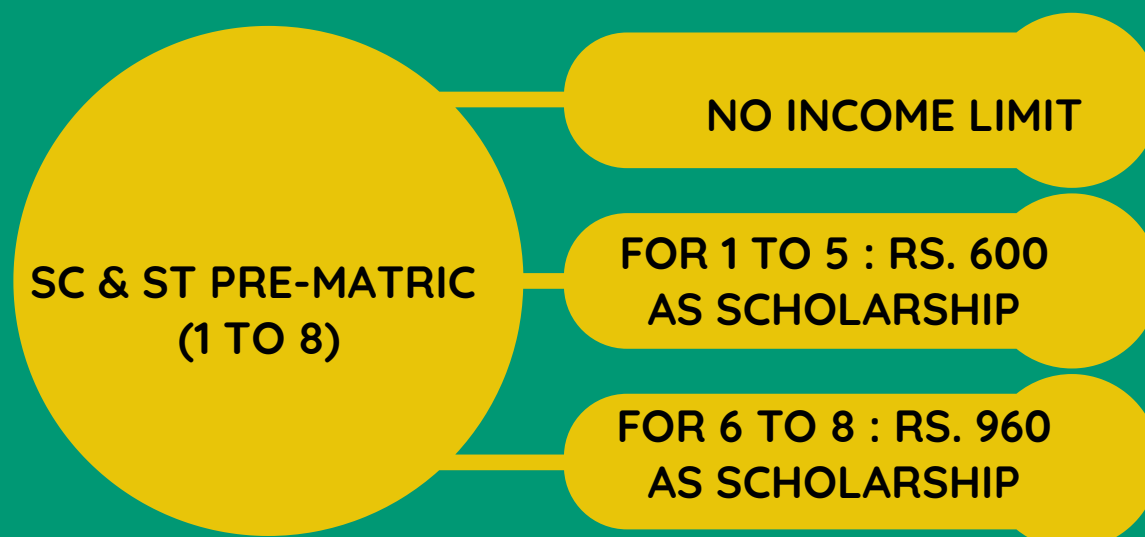 SC & ST PRE-MATRIC
(1 TO 8)
NO INCOME LIMIT
FOR 1 TO 5 : RS. 600
AS SCHOLARSHIP
FOR 6 TO 8 : RS. 960
AS SCHOLARSHIP